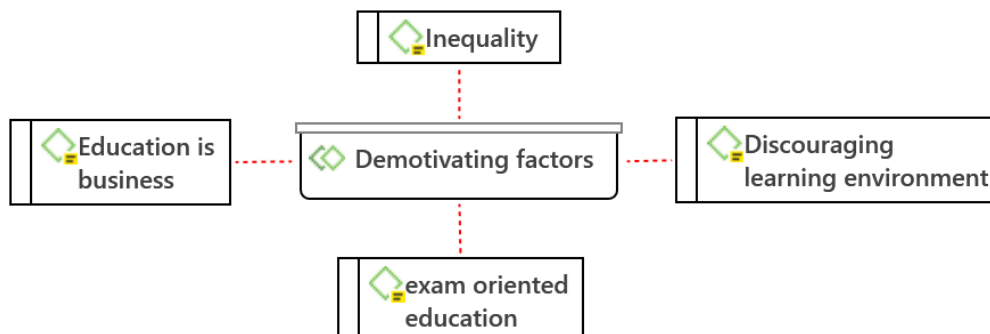 Inequality
Education is
business
Demotivating factors
Discouraging
learning environment
exam oriented
education